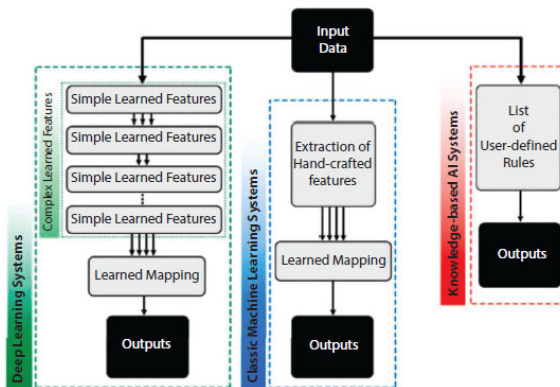 Input
Data
Deep Learning Systems
Complex Learned Features
Simple Learned Features
Simple Learned Features
Simple Learned Features
Simple Learned Features
Learned Mapping
Outputs
Classic Machine Learning Systems
Extraction of
Hand-crafted
features
Learned Mapping
Outputs
Knowledge-based AI Systems
List
of
User-defined
Rules
Outputs